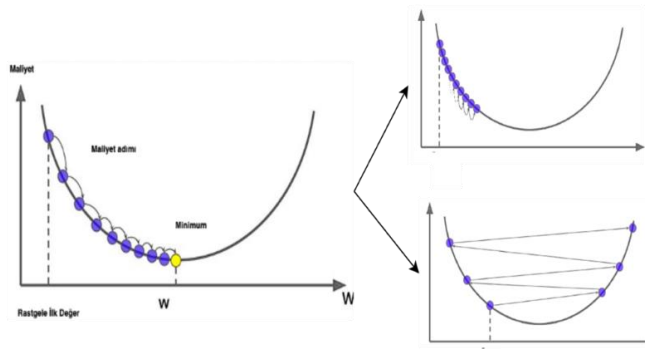 Maliyet
Maliyet adımı
Minimum
W
W
Rastgele İlk Değer